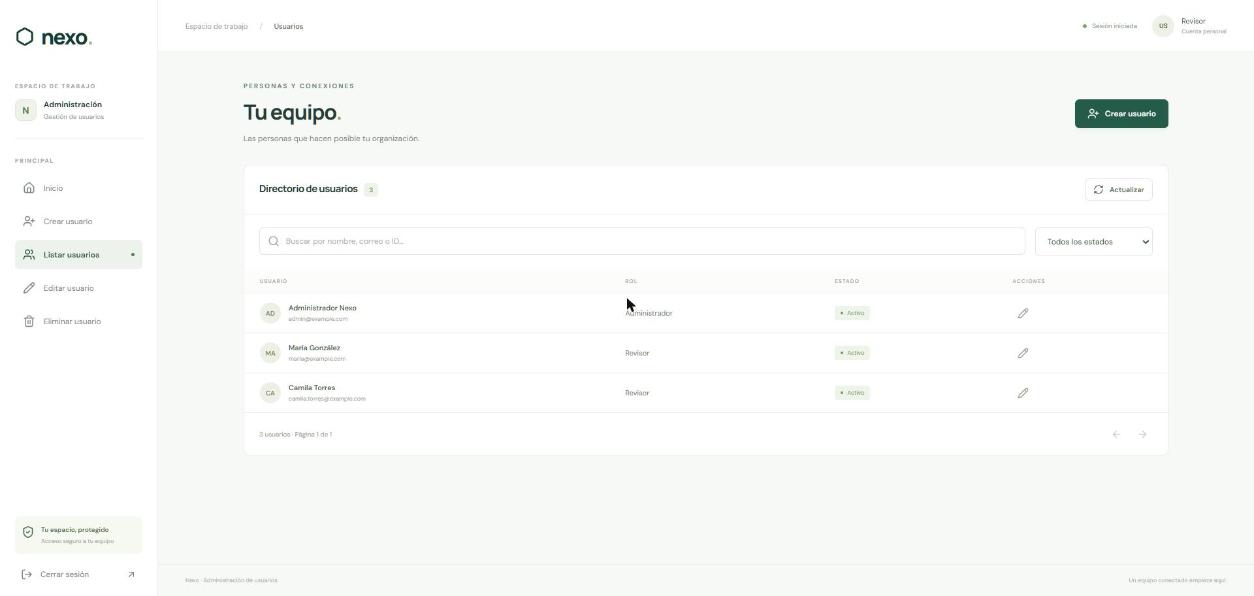 nexo.
ESPACIO DE TRABAJO
N
Administración
Gestión de usuarios
PRINCIPAL
Inicio
Crear usuario
Listar usuarios
Editar usuario
Eliminar usuario
Tu espacio, protegido
Acceso seguro a tu equipo
Cerrar sesión
Espacio de trabajo / Usuarios
Sesión iniciada
US
Revisor
Cuenta personal
PERSONAS Y CONEXIONES
Tu equipo.
Las personas que hacen posible tu organización.
Crear usuario
Directorio de usuarios 3
Actualizar
Buscar por nombre, correo o ID...
Todos los estados
USUARIO ROL ESTADO ACCIONES
AD Administrador Nexo Administrador Activo
admin@example.com
MA María González Revisor Activo
maria@example.com
CA Camila Torres Revisor Activo
camila.torres@example.com
3 usuarios · Página 1 de 1
Nexo · Administración de usuarios
Un equipo conectado empieza aquí.